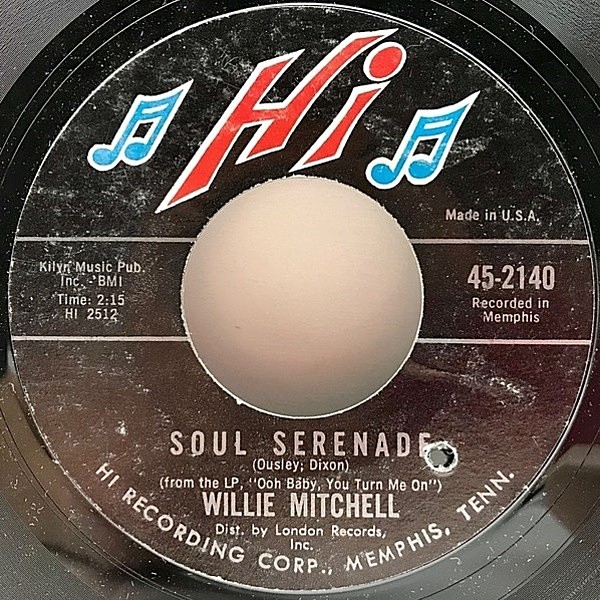 Hi
Made in U.S.A.
Kilyn Music Pub.
Inc. - BMI
Time: 2:15
HI 2512
45-2140
Recorded in
Memphis
SOUL SERENADE
(Ousley; Dixon)
(from the LP, "Ooh Baby, You Turn Me On")
WILLIE MITCHELL
Dist. by London Records,
Inc.
HI RECORDING CORP., MEMPHIS, TENN.